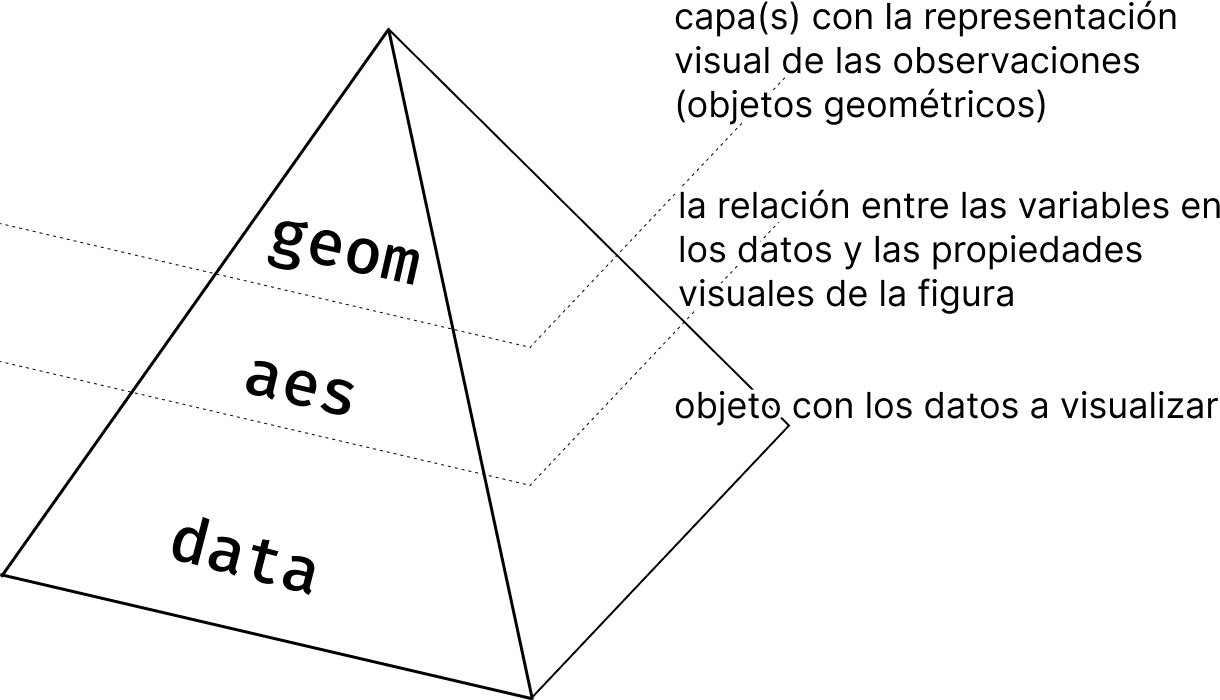 capa(s) con la representación
visual de las observaciones
(objetos geométricos)
geom
la relación entre las variables en
los datos y las propiedades
visuales de la figura
aes
objeto con los datos a visualizar
data